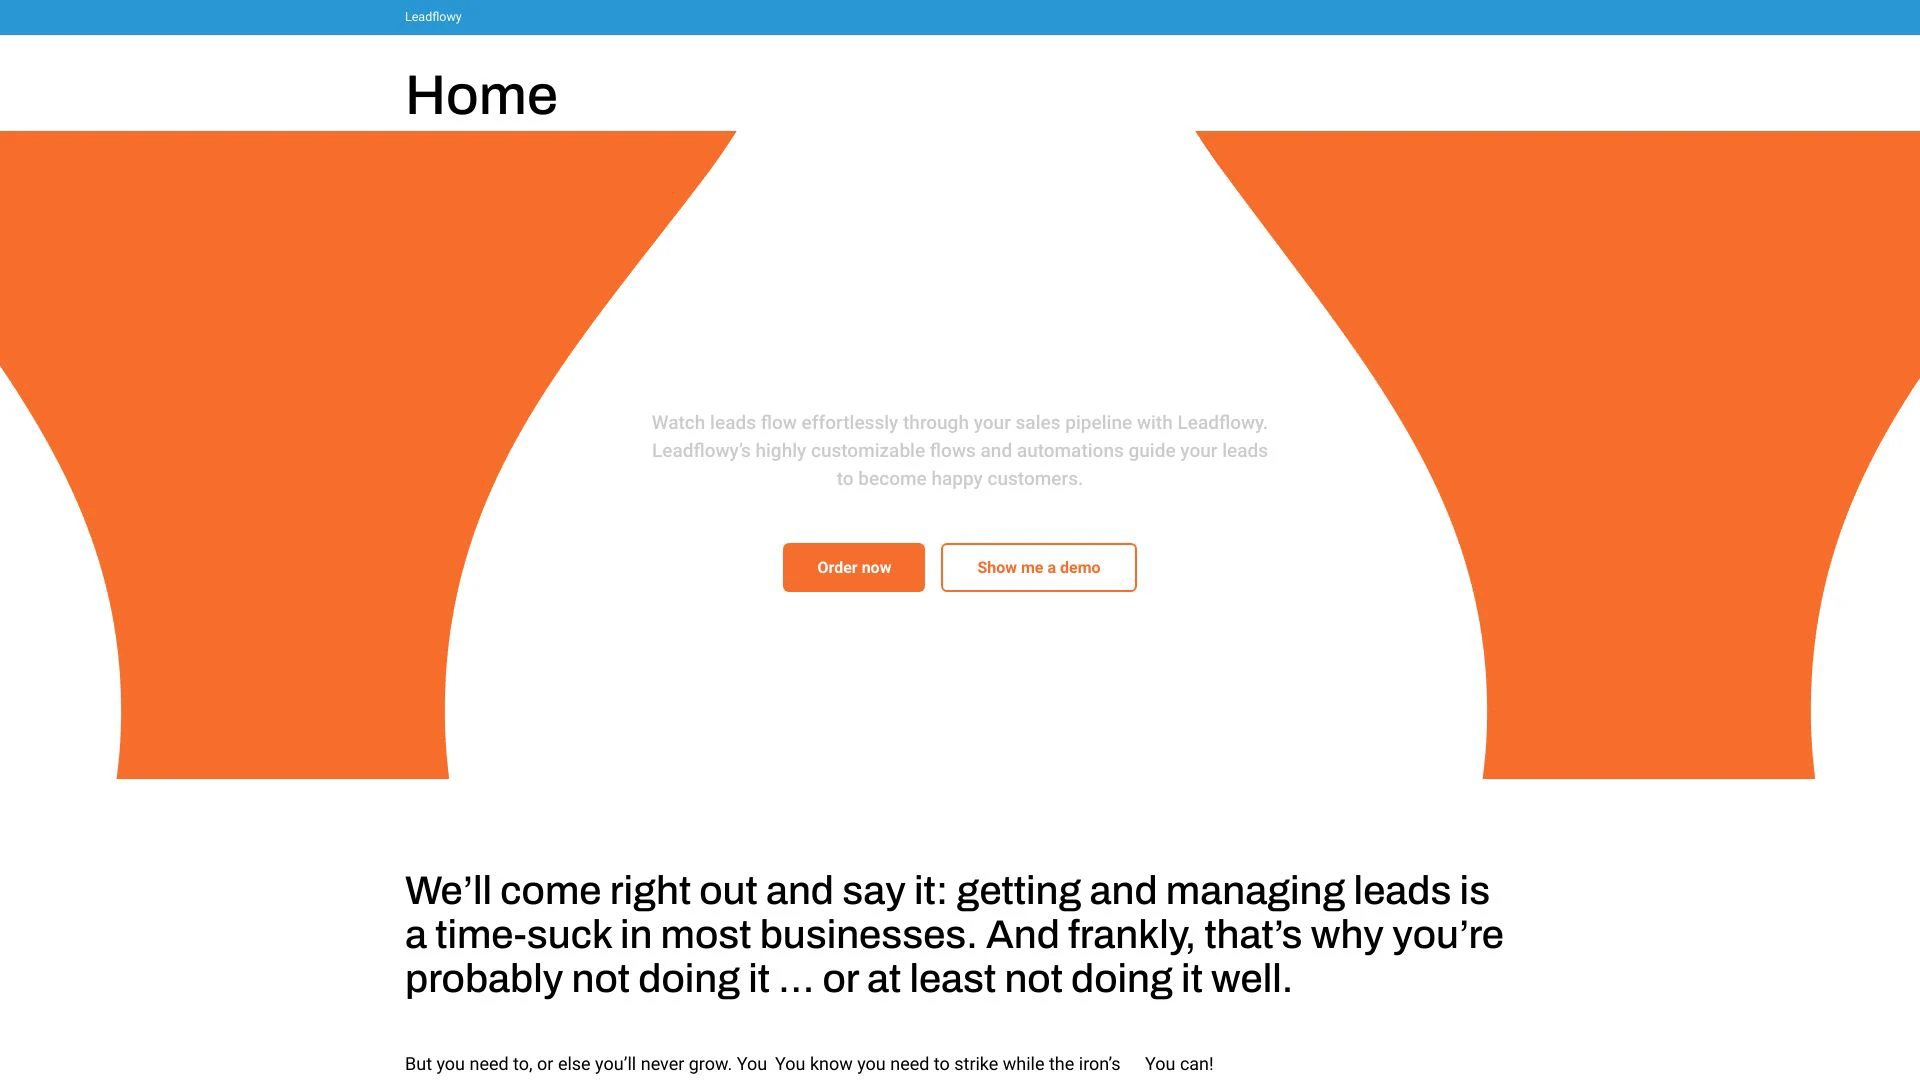 Leadflowy
Home
Watch leads flow effortlessly through your sales pipeline with Leadflowy.
Leadflowy’s highly customizable flows and automations guide your leads
to become happy customers.
Order now
Show me a demo
We’ll come right out and say it: getting and managing leads is
a time-suck in most businesses. And frankly, that’s why you’re
probably not doing it … or at least not doing it well.
But you need to, or else you’ll never grow. You
You know you need to strike while the iron’s
You can!